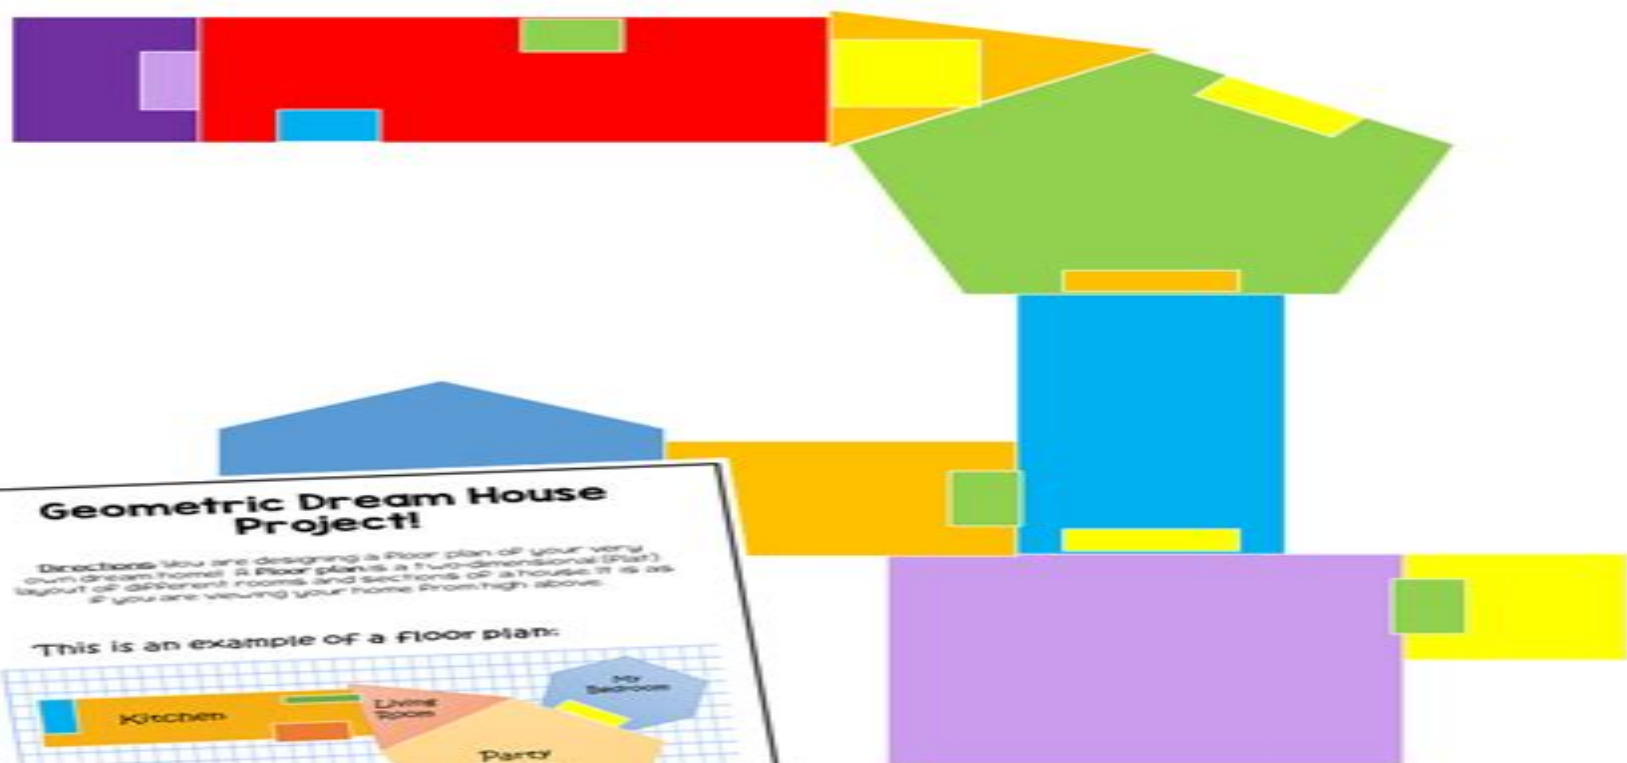 Geometric Dream House
Project!
Directions: You are designing a floor plan of your very
own dream home! A Floor plan is a two-dimensional (flat)
layout of different rooms and sections of a house. It is as
if you are viewing your home from high above.
This is an example of a floor plan:
My
Bedroom
Kitchen
Living
Room
Party